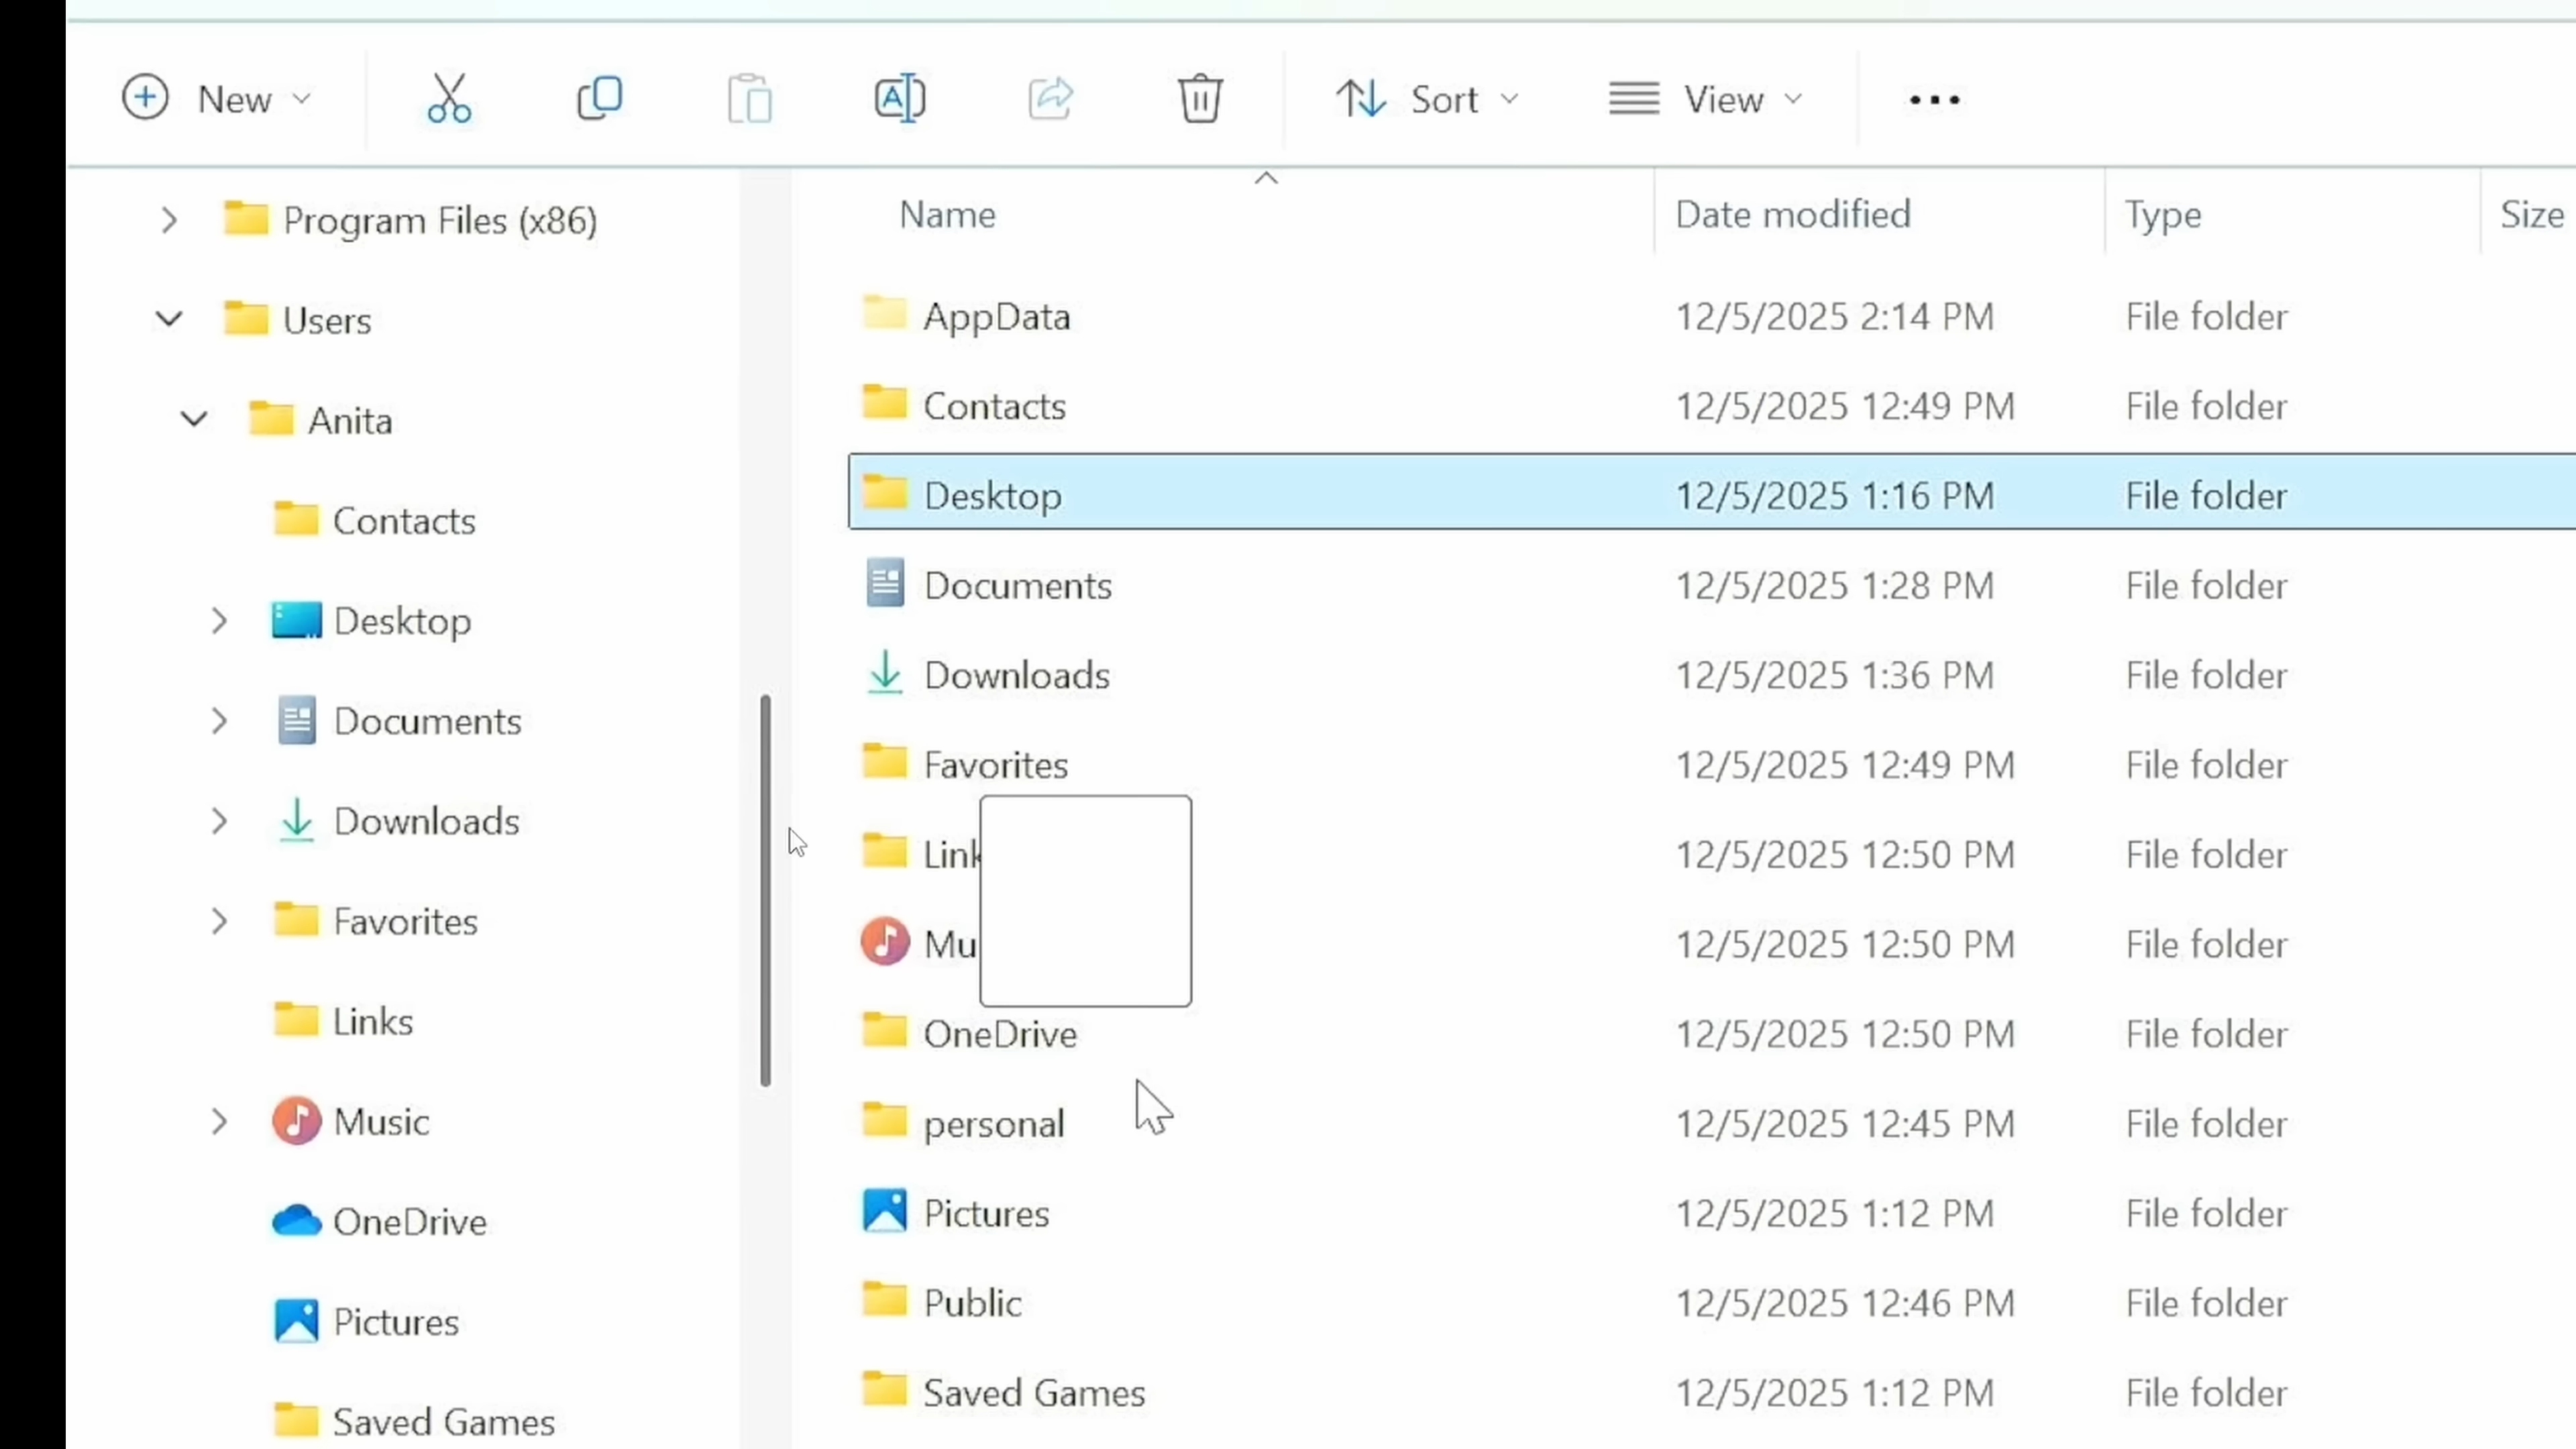 New
Sort
View
Program Files (x86)
Users
Anita
Contacts
Desktop
Documents
Downloads
Favorites
Links
Music
OneDrive
Pictures
Saved Games
Name Date modified Type Size
AppData 12/5/2025 2:14 PM File folder
Contacts 12/5/2025 12:49 PM File folder
Desktop 12/5/2025 1:16 PM File folder
Documents 12/5/2025 1:28 PM File folder
Downloads 12/5/2025 1:36 PM File folder
Favorites 12/5/2025 12:49 PM File folder
Link 12/5/2025 12:50 PM File folder
Mu 12/5/2025 12:50 PM File folder
OneDrive 12/5/2025 12:50 PM File folder
personal 12/5/2025 12:45 PM File folder
Pictures 12/5/2025 1:12 PM File folder
Public 12/5/2025 12:46 PM File folder
Saved Games 12/5/2025 1:12 PM File folder